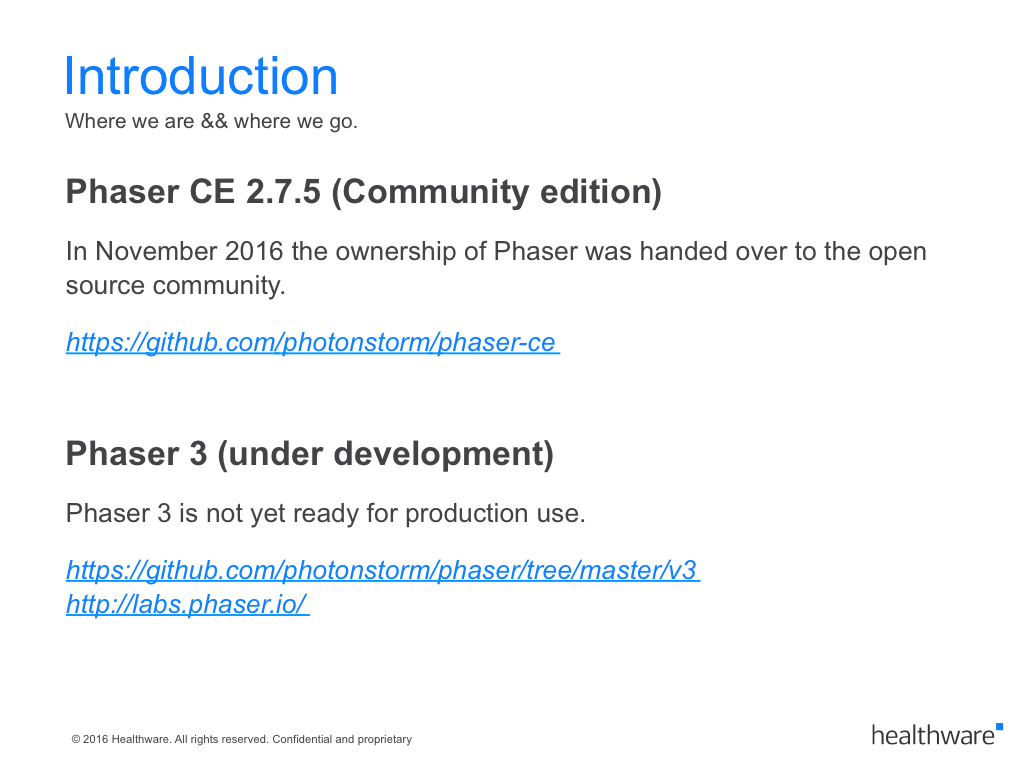 Introduction
Where we are && where we go.
Phaser CE 2.7.5 (Community edition)
In November 2016 the ownership of Phaser was handed over to the open
source community.
https://github.com/photonstorm/phaser-ce
Phaser 3 (under development)
Phaser 3 is not yet ready for production use.
https://github.com/photonstorm/phaser/tree/master/v3
http://labs.phaser.io/
© 2016 Healthware. All rights reserved. Confidential and proprietary
healthware